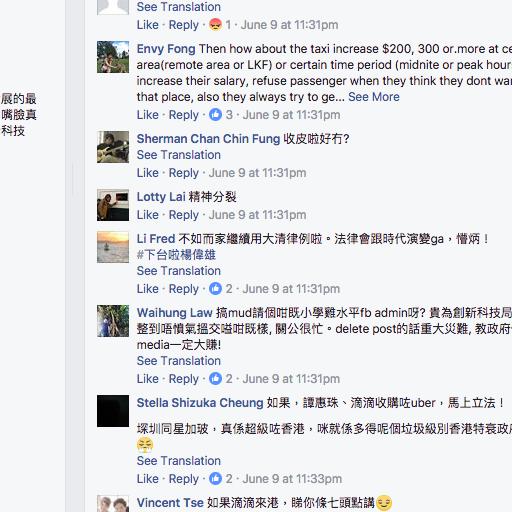 展的最
嘴臉真
科技
See Translation
Like · Reply · 1 · June 9 at 11:31pm
Envy Fong Then how about the taxi increase $200, 300 or.more at ce
area(remote area or LKF) or certain time period (midnite or peak hour
increase their salary, refuse passenger when they think they dont wan
that place, also they always try to ge... See More
Like · Reply · 3 · June 9 at 11:31pm
Sherman Chan Chin Fung 收皮啦好冇?
See Translation
Like · Reply · June 9 at 11:31pm
Lotty Lai 精神分裂
Like · Reply · June 9 at 11:31pm
Li Fred 不如而家繼續用大清律例啦。法律會跟時代演變ga，懵炳！
#下台啦楊偉雄
See Translation
Like · Reply · 2 · June 9 at 11:31pm
Waihung Law 搞mud請個咁既小學雞水平fb admin呀? 貴為創新科技局
整到唔憤氣搵交嗌咁既樣, 關公很忙。delete post的話重大災難, 教政府
media一定大賺!
See Translation
Like · Reply · 2 · June 9 at 11:31pm
Stella Shizuka Cheung 如果，譚惠珠、滴滴收購咗uber，馬上立法！
堔圳同星加玻，真係超級咗香港，咪就係多得呢個垃圾級別香港特衰政府
See Translation
Like · Reply · 2 · June 9 at 11:33pm
Vincent Tse 如果滴滴來港，睇你條七頭點講